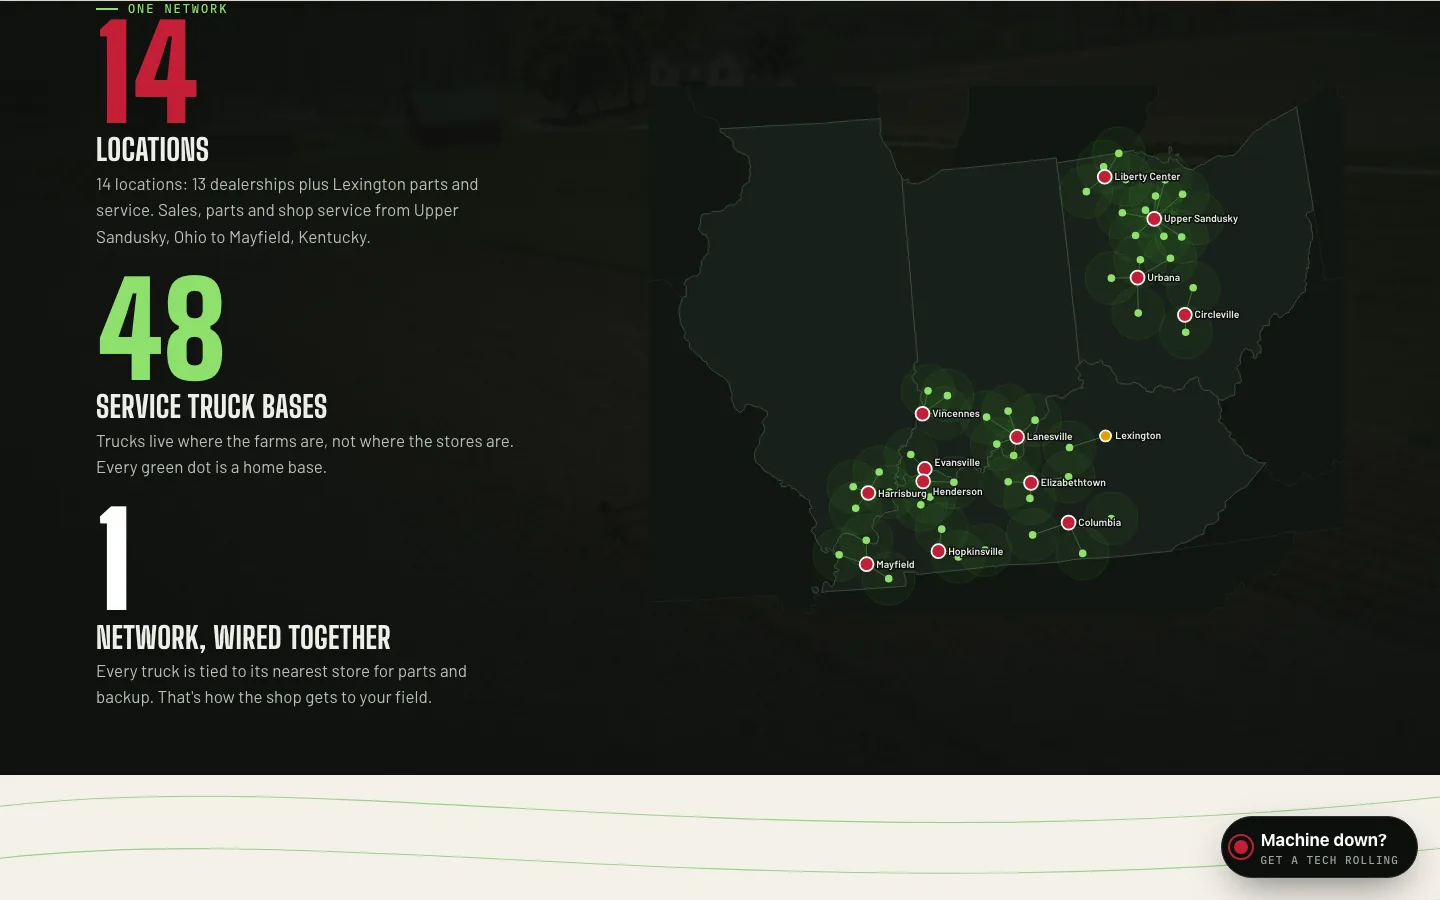 ONE NETWORK
14
LOCATIONS
14 locations: 13 dealerships plus Lexington parts and
service. Sales, parts and shop service from Upper
Sandusky, Ohio to Mayfield, Kentucky.
48
SERVICE TRUCK BASES
Trucks live where the farms are, not where the stores are.
Every green dot is a home base.
1
NETWORK, WIRED TOGETHER
Every truck is tied to its nearest store for parts and
backup. That's how the shop gets to your field.
Liberty Center
Upper Sandusky
Urbana
Circleville
Vincennes
Lanesville
Lexington
Evansville
Elizabethtown
Harrisburg
Henderson
Columbia
Hopkinsville
Mayfield
Machine down?
GET A TECH ROLLING